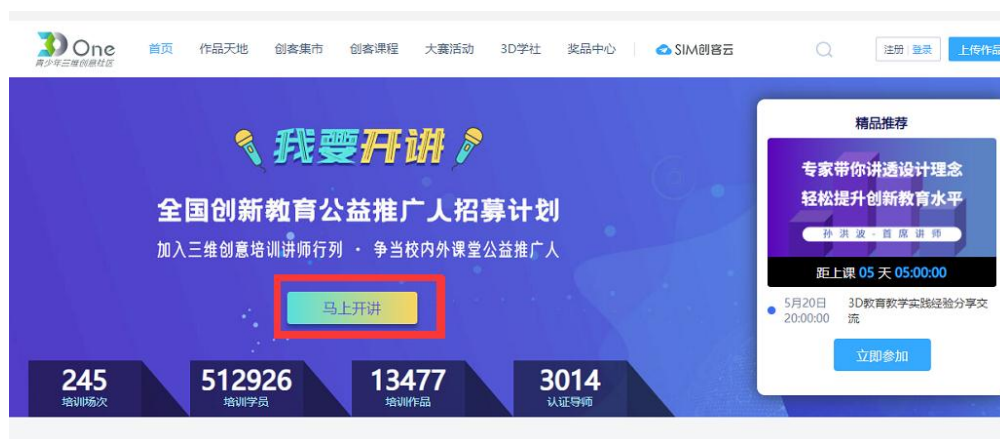 3D One
青少年三维创意社区
首页 作品天地 创客集市 创客课程 大赛活动 3D学社 奖品中心 SIM创客云
注册 登录 上传作品
我要开讲
全国创新教育公益推广人招募计划
加入三维创意培训讲师行列 · 争当校内外课堂公益推广人
马上开讲
245 512926 13477 3014
培训场次 培训学员 培训作品 认证导师
精品推荐
专家带你讲透设计理念
轻松提升创新教育水平
孙洪波-首席讲师
距上课 05 天 05:00:00
5月20日 3D教育教学实践经验分享交
20:00:00 流
立即参加